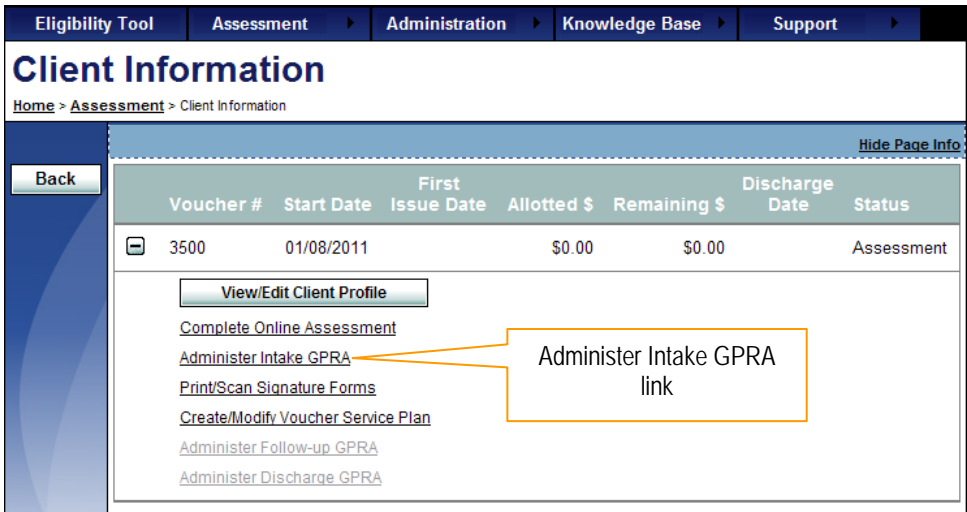 Eligibility Tool Assessment Administration Knowledge Base Support
Client Information
Home > Assessment > Client Information
Hide Page Info
Back
Voucher # Start Date First Issue Date Allotted $ Remaining $ Discharge Date Status
3500 01/08/2011 $0.00 $0.00 Assessment
View/Edit Client Profile
Complete Online Assessment
Administer Intake GPRA
Administer Intake GPRA
link
Print/Scan Signature Forms
Create/Modify Voucher Service Plan
Administer Follow-up GPRA
Administer Discharge GPRA